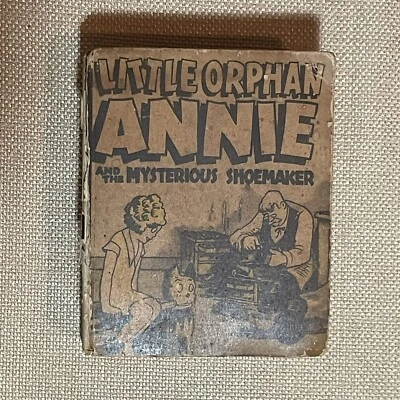 LITTLE ORPHAN
ANNIE
AND THE MYSTERIOUS SHOEMAKER